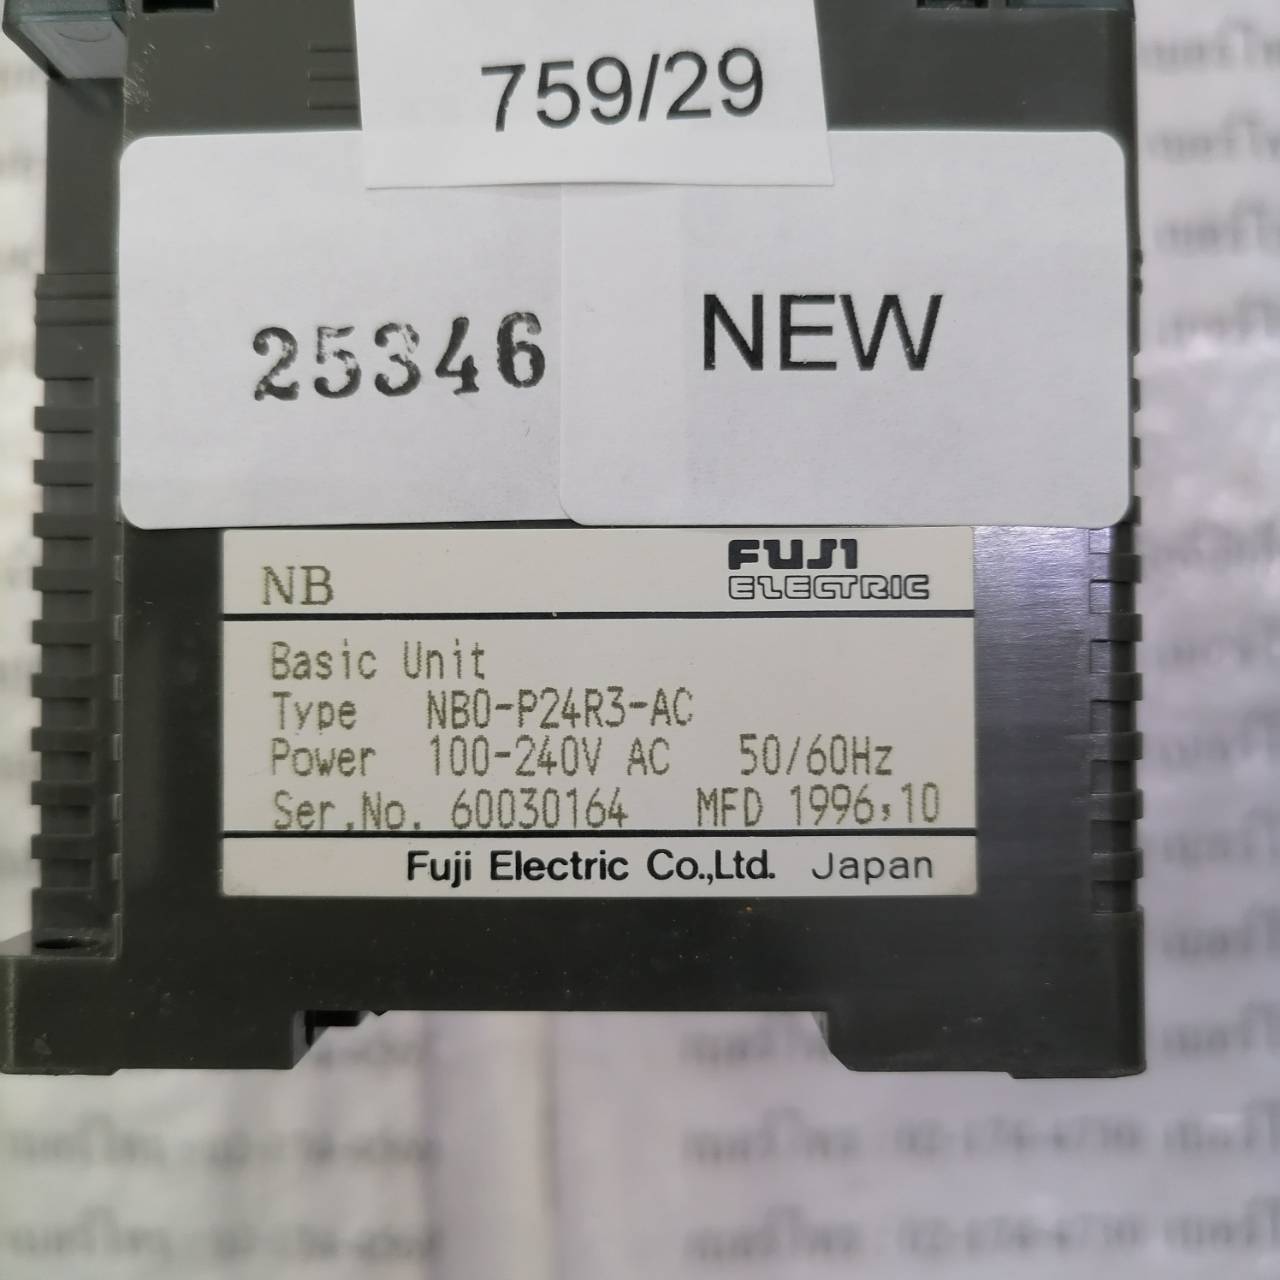 759/29
25346
NEW
NB
FUJI
ELECTRIC
Basic Unit
Type NB0-P24R3-AC
Power 100-240V AC 50/60Hz
Ser.No. 60030164 MFD 1996,10
Fuji Electric Co.,Ltd. Japan